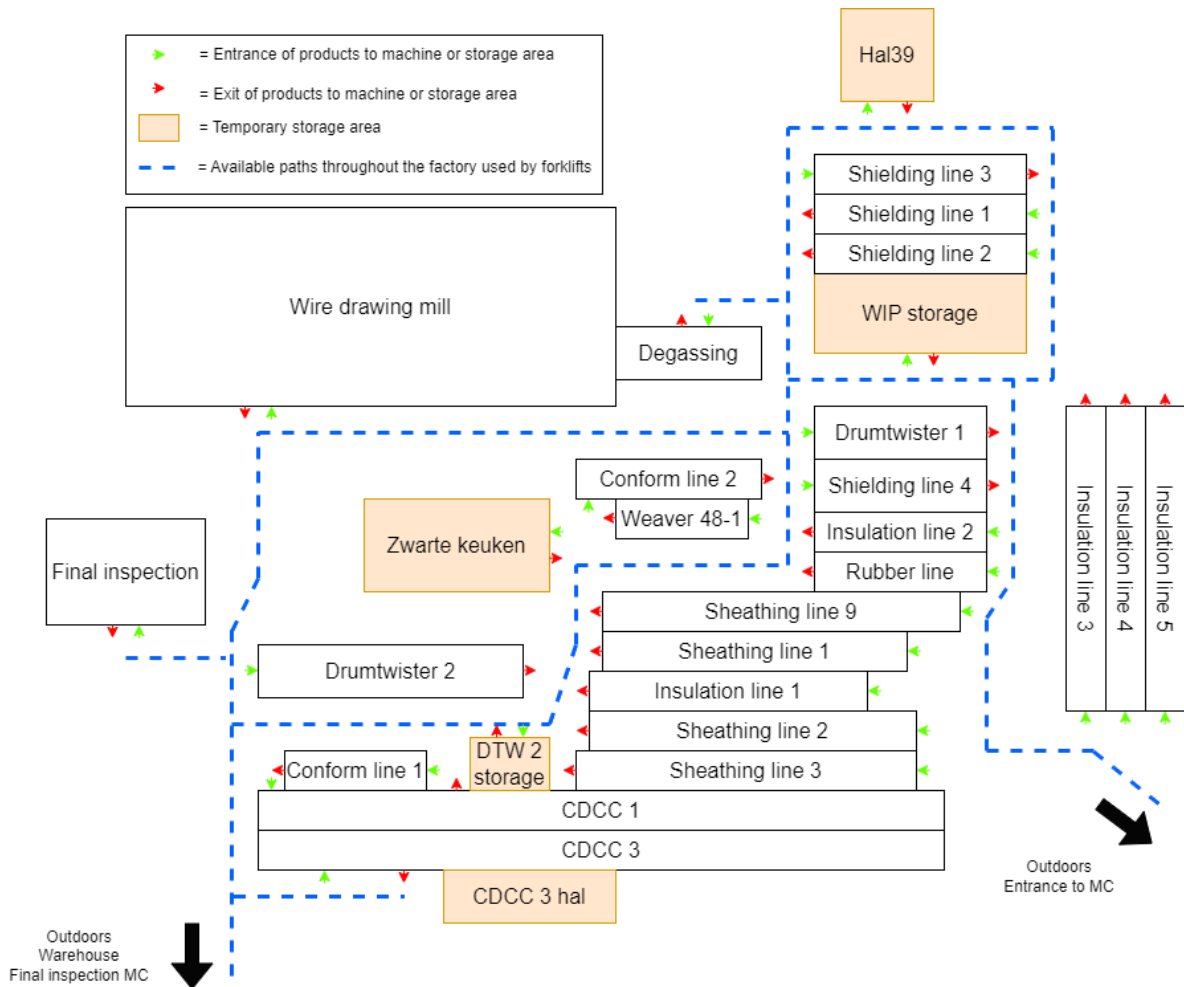 = Entrance of products to machine or storage area
= Exit of products to machine or storage area
= Temporary storage area
= Available paths throughout the factory used by forklifts
Hal39
Shielding line 3
Shielding line 1
Shielding line 2
WIP storage
Wire drawing mill
Degassing
Drumtwister 1
Shielding line 4
Insulation line 2
Rubber line
Conform line 2
Weaver 48-1
Zwarte keuken
Final inspection
Insulation line 3
Insulation line 4
Insulation line 5
Sheathing line 9
Sheathing line 1
Insulation line 1
Sheathing line 2
Sheathing line 3
Drumtwister 2
DTW 2
storage
Conform line 1
CDCC 1
CDCC 3
CDCC 3 hal
Outdoors
Entrance to MC
Outdoors
Warehouse
Final inspection MC